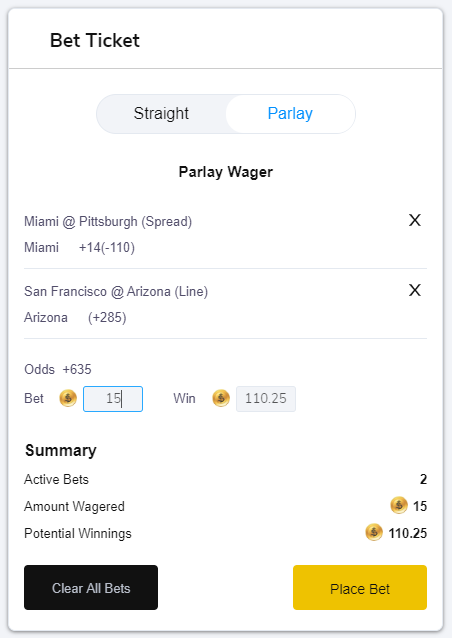 Bet Ticket
Straight Parlay
Parlay Wager
Miami @ Pittsburgh (Spread) X
Miami +14(-110)
San Francisco @ Arizona (Line) X
Arizona (+285)
Odds +635
Bet 15 Win 110.25
Summary
Active Bets 2
Amount Wagered 15
Potential Winnings 110.25
Clear All Bets Place Bet